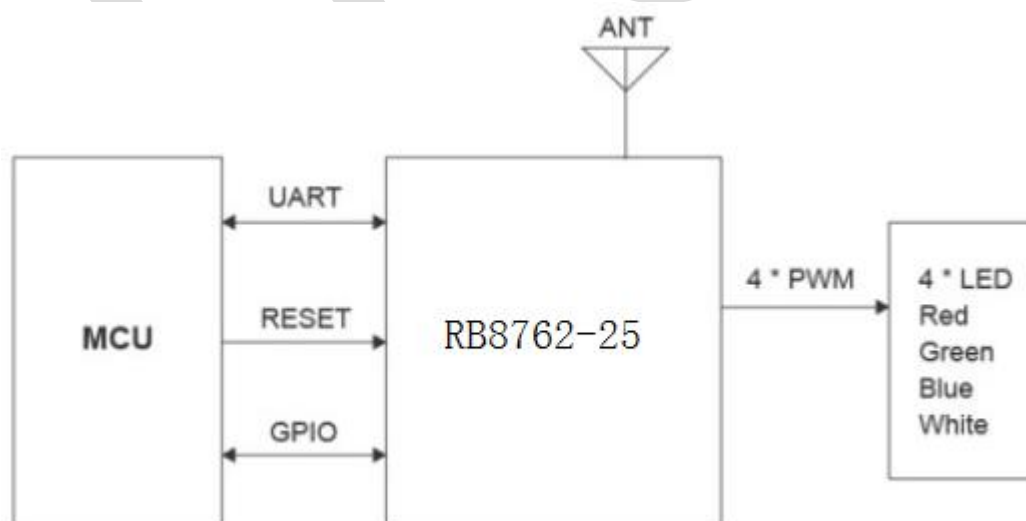 ANT
UART
RESET
GPIO
MCU
RB8762-25
4 * PWM
4 * LED
Red
Green
Blue
White